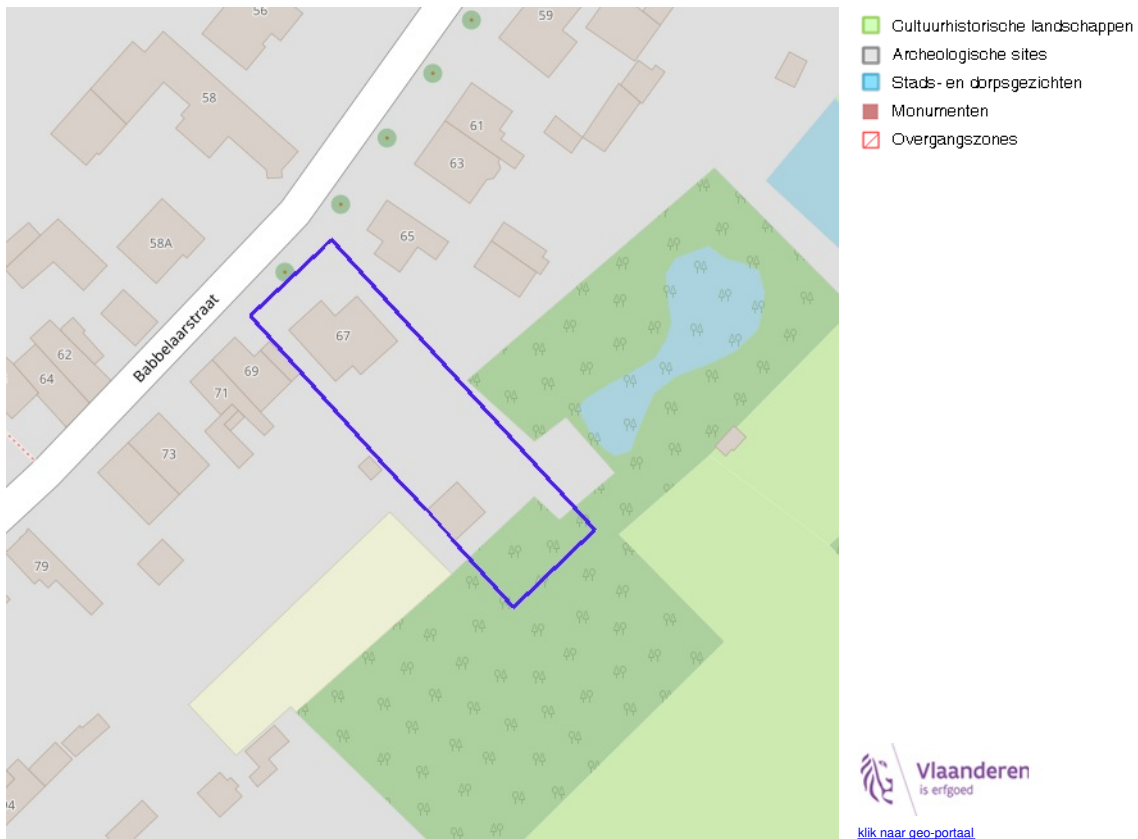 56
59
58
61
63
58A
65
67
62
64
69
71
Babbelaarstraat
73
79
94
Cultuurhistorische landschappen
Archeologische sites
Stads- en dorpsgezichten
Monumenten
Overgangszones
Vlaanderen
is erfgoed
klik naar geo-portaal